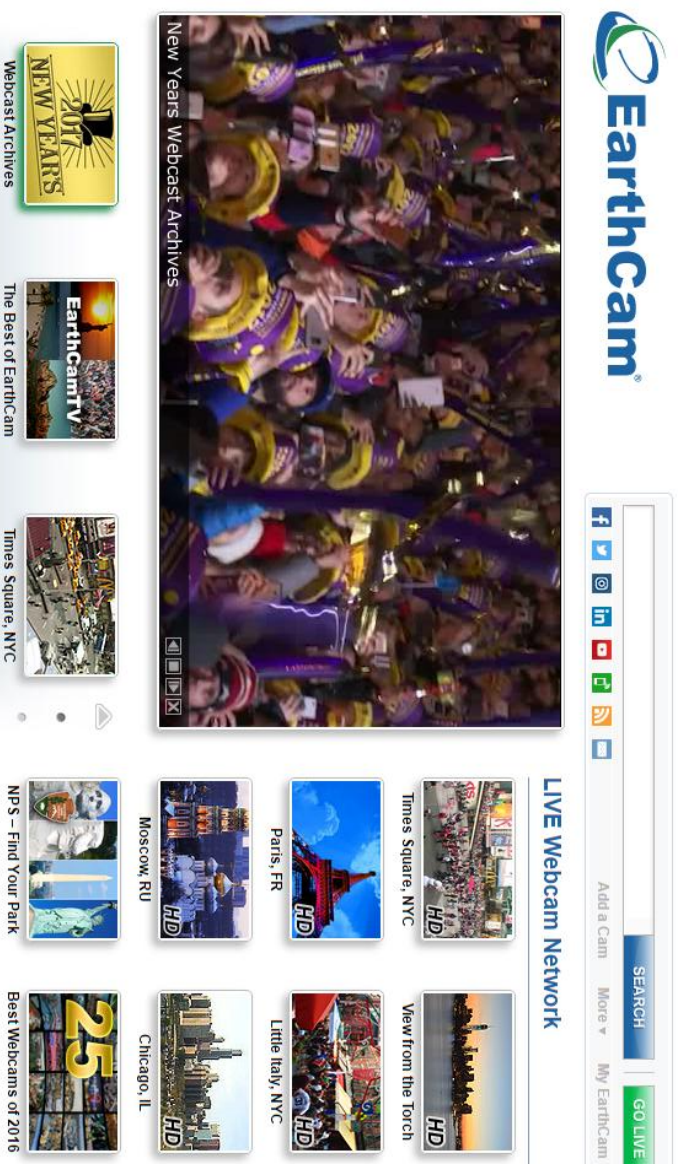 EarthCam®
SEARCH
GO LIVE
Add a Cam
More
My EarthCam
New Years Webcast Archives
LIVE Webcam Network
HD
Times Square, NYC
HD
View from the Torch
HD
Paris, FR
HD
Little Italy, NYC
HD
Moscow, RU
HD
Chicago, IL
2017
NEW YEAR'S
Webcast Archives
EarthCamTV
The Best of EarthCam
Times Square, NYC
NPS – Find Your Park
25
Best Webcams of 2016